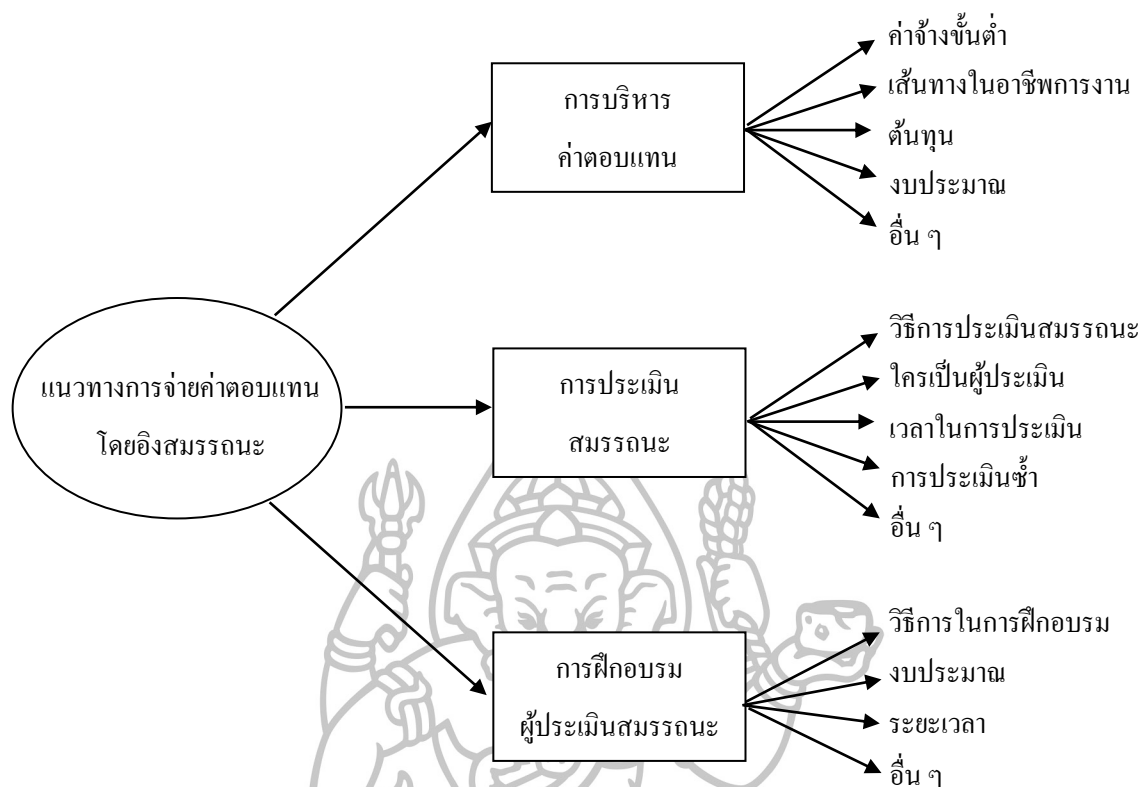 ค่าจ้างขั้นต่ำ
เส้นทางในอาชีพการงาน
การบริหาร
ค่าตอบแทน
ต้นทุน
งบประมาณ
อื่น ๆ
แนวทางการจ่ายค่าตอบแทน
โดยอิงสมรรถนะ
การประเมิน
สมรรถนะ
วิธีการประเมินสมรรถนะ
ใครเป็นผู้ประเมิน
เวลาในการประเมิน
การประเมินซ้ำ
อื่น ๆ
การฝึกอบรม
ผู้ประเมินสมรรถนะ
วิธีการในการฝึกอบรม
งบประมาณ
ระยะเวลา
อื่น ๆ